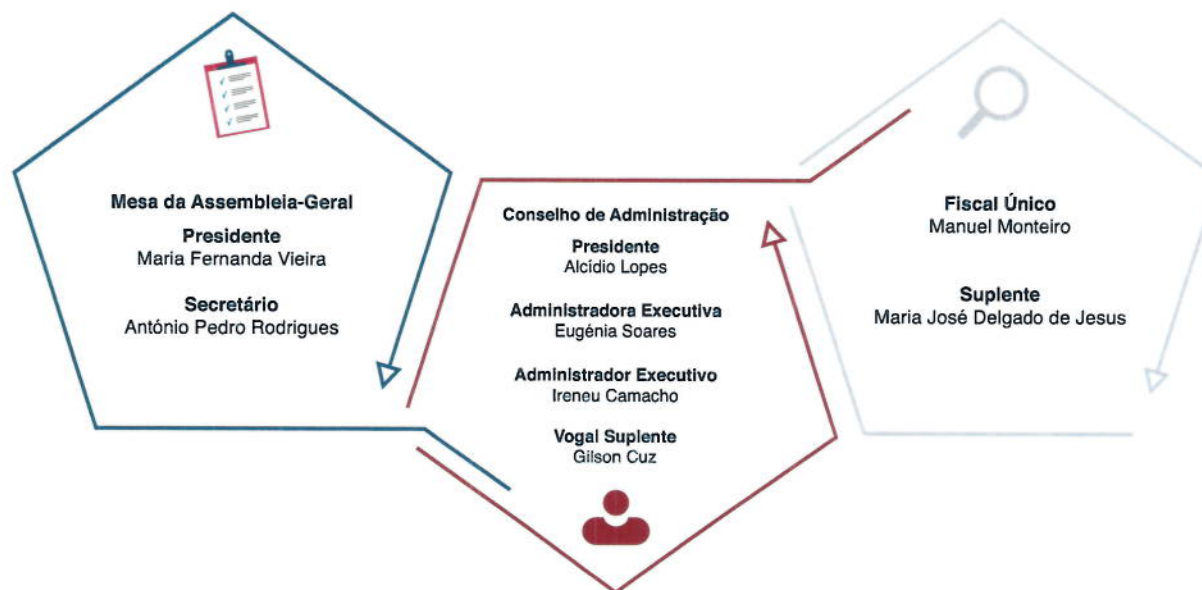 Mesa da Assembleia-Geral
Presidente
Maria Fernanda Vieira
Secretário
António Pedro Rodrigues
Conselho de Administração
Presidente
Alcídio Lopes
Administradora Executiva
Eugénia Soares
Administrador Executivo
Ireneu Camacho
Vogal Suplente
Gilson Cuz
Fiscal Único
Manuel Monteiro
Suplente
Maria José Delgado de Jesus